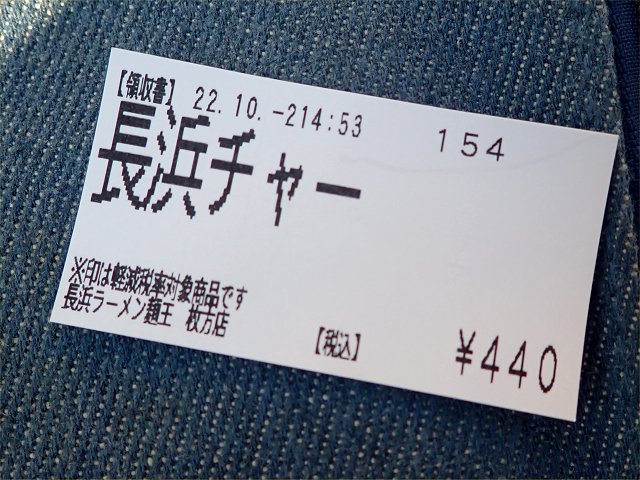 【領収書】 22.10.-214:53 154
長浜チャー
※印は軽減税率対象商品です
長浜ラーメン麺王 枚方店
【税込】 ¥440